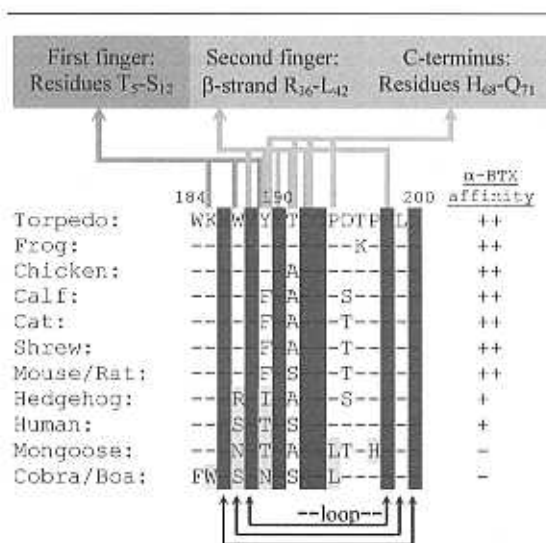 First finger: Second finger: C-terminus:
Residues T5-S12 β-strand R36-L42 Residues H68-Q71
α-BTX
184 190 200 affinity
Torpedo: WK W Y T PDTP L ++
Frog: -- - - - --K- - ++
Chicken: -- - - A ---- - ++
Calf: -- - F A -S-- - ++
Cat: -- - F A -T-- - ++
Shrew: -- - F A -T-- - ++
Mouse/Rat: -- - F S -T-- - ++
Hedgehog: -- R I A -S-- - +
Human: -- S T S ---- - +
Mongoose: -- N T A LT-H - -
Cobra/Boa: FW S N S L--- - -
--loop--